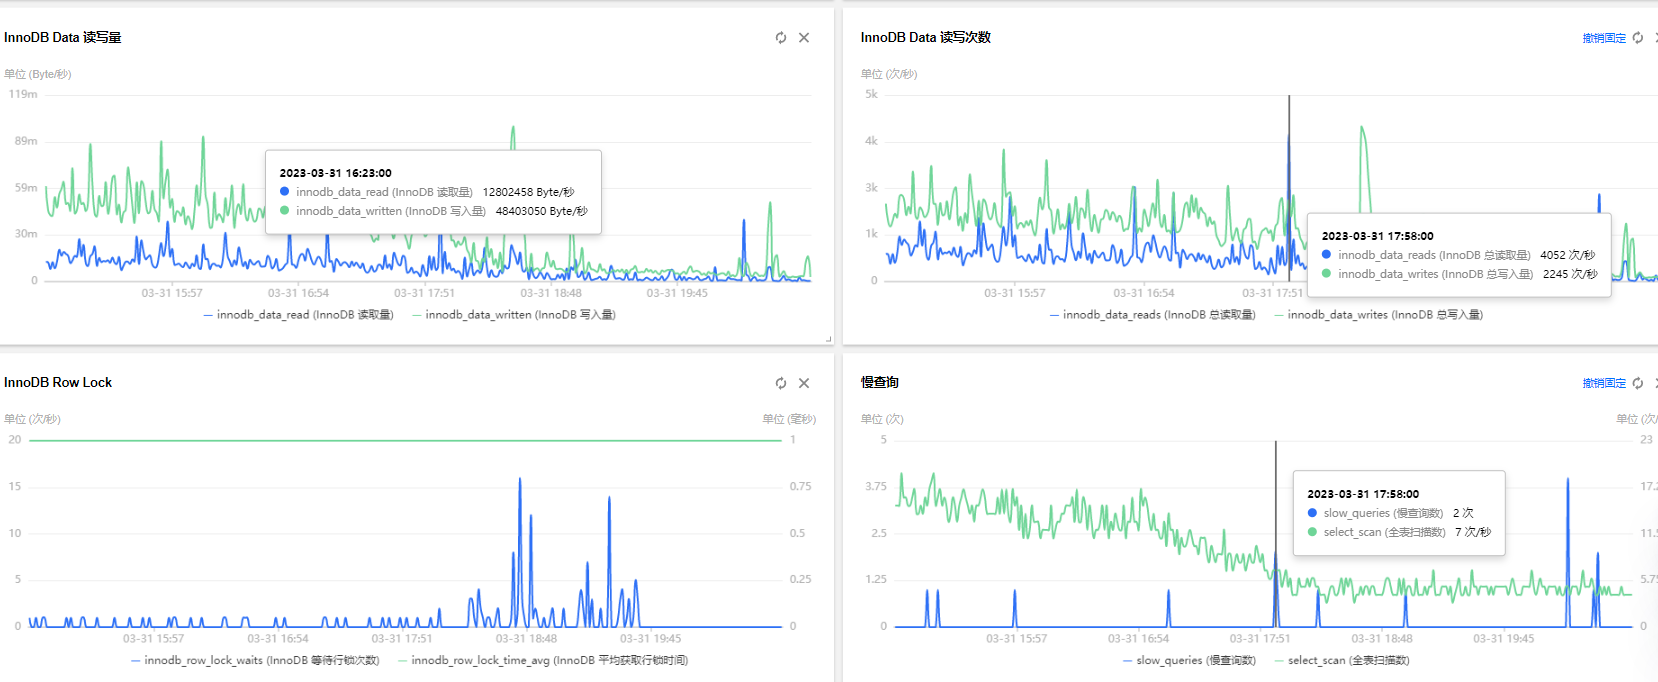 InnoDB Data 读写量
单位 (Byte/秒)
119m
89m
59m
30m
0
2023-03-31 16:23:00
innodb_data_read (InnoDB 读取量) 12802458 Byte/秒
innodb_data_written (InnoDB 写入量) 48403050 Byte/秒
03-31 15:57 03-31 16:54 03-31 17:51 03-31 18:48 03-31 19:45
innodb_data_read (InnoDB 读取量) innodb_data_written (InnoDB 写入量)
InnoDB Data 读写次数
撤销固定
单位 (次/秒)
5k
4k
3k
1k
0
2023-03-31 17:58:00
innodb_data_reads (InnoDB 总读取量) 4052 次/秒
innodb_data_writes (InnoDB 总写入量) 2245 次/秒
03-31 15:57 03-31 16:54 03-31 17:51
innodb_data_reads (InnoDB 总读取量) innodb_data_writes (InnoDB 总写入量)
InnoDB Row Lock
单位 (次/秒) 单位 (毫秒)
20 1
15 0.75
10 0.5
5 0.25
0 0
03-31 15:57 03-31 16:54 03-31 17:51 03-31 18:48 03-31 19:45
innodb_row_lock_waits (InnoDB 等待行锁次数) innodb_row_lock_time_avg (InnoDB 平均获取行锁时间)
慢查询
撤销固定
单位 (次) 单位 (次/
5 23
3.75 17.2
2.5 11.5
1.25 5.75
0 0
2023-03-31 17:58:00
slow_queries (慢查询数) 2 次
select_scan (全表扫描数) 7 次/秒
03-31 15:57 03-31 16:54 03-31 17:51 03-31 18:48 03-31 19:45
slow_queries (慢查询数) select_scan (全表扫描数)